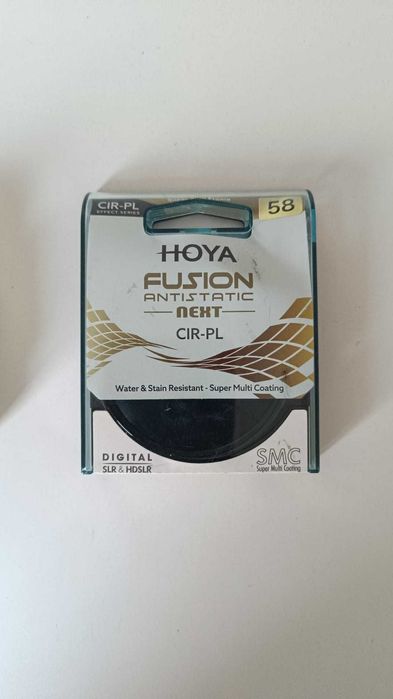 CIR-PL
EFFECT SERIES
58
HOYA
FUSION
ANTISTATIC
NEXT
CIR-PL
Water & Stain Resistant - Super Multi Coating
DIGITAL
SLR & HDSLR
SMC
Super Multi Coating